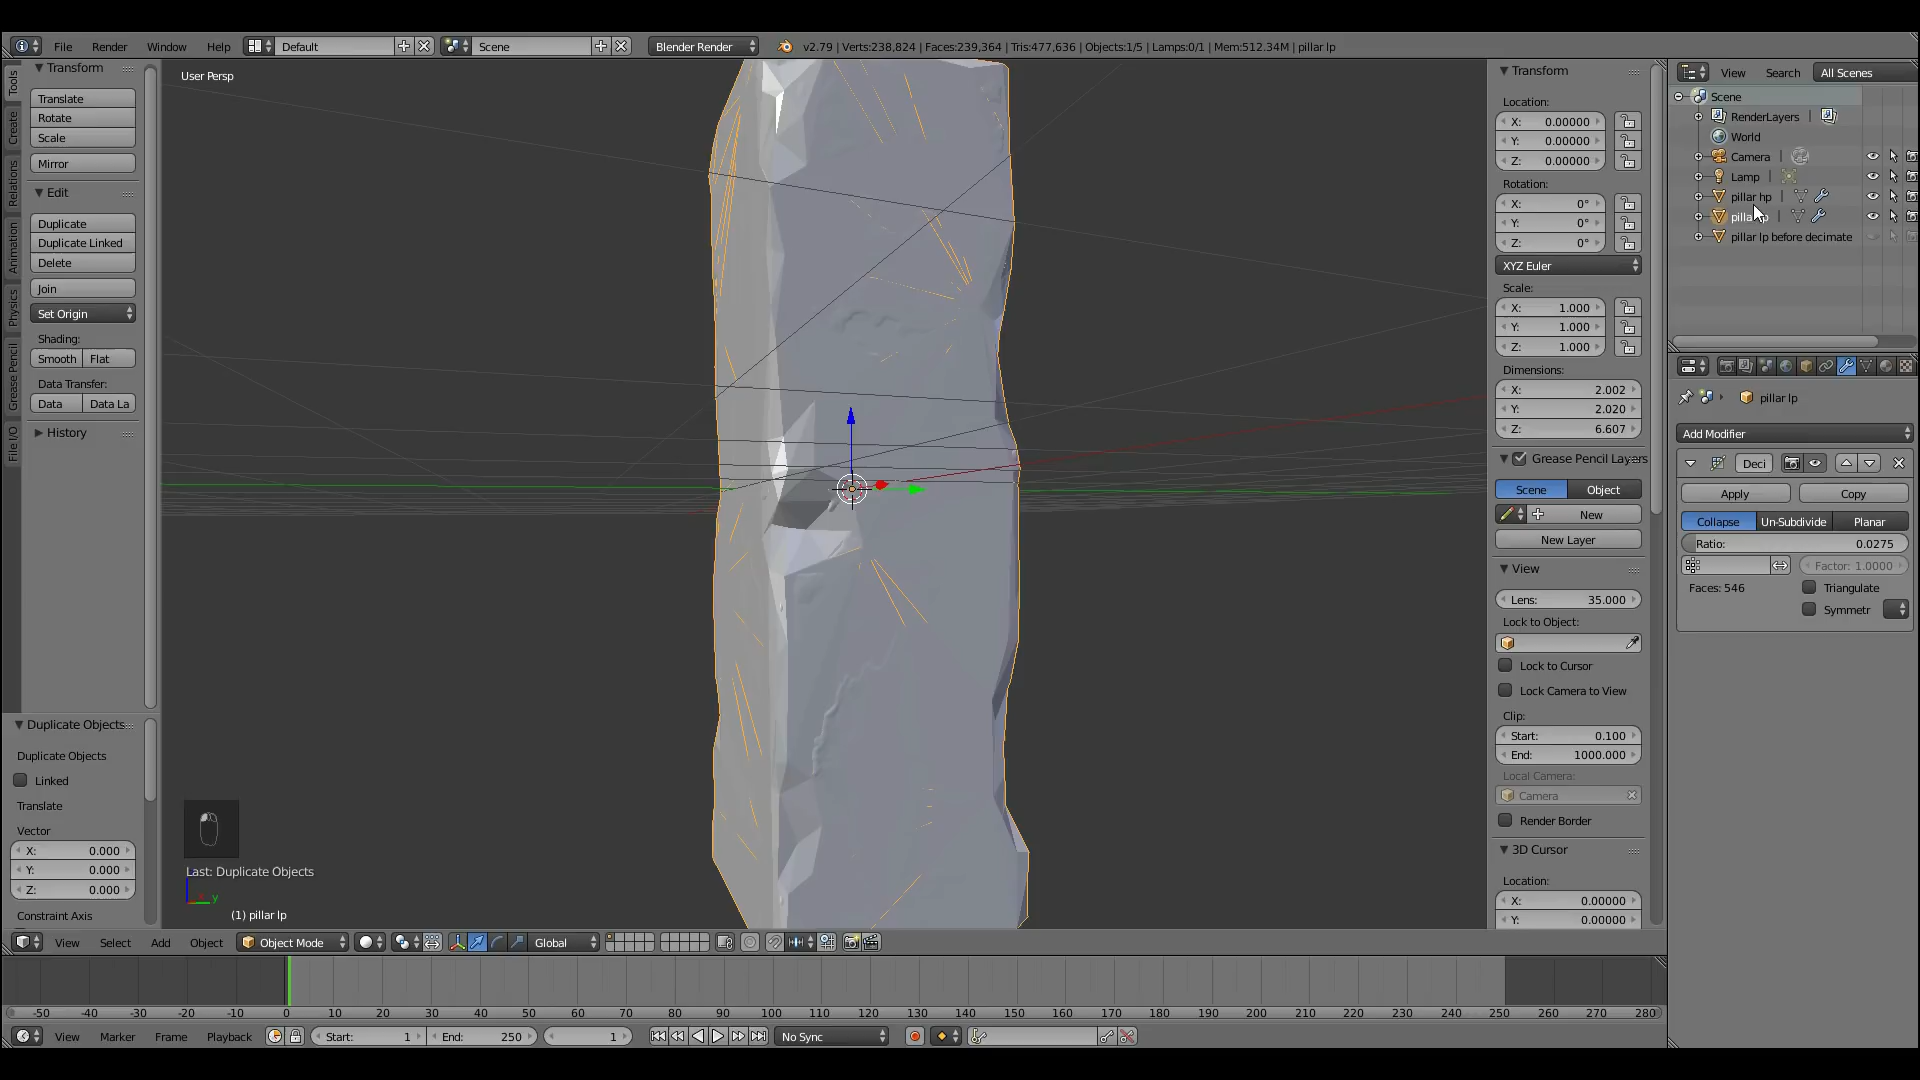 File Render Window Help Default Scene Blender Render v2.79 | Verts:238,824 | Faces:239,364 | Tris:477,636 | Objects:1/5 | Lamps:0/1 | Mem:512.34M | pillar lp
Tools
Create
Relations
Animation
Physics
Grease Pencil
File I/O
Transform
Translate
Rotate
Scale
Mirror
Edit
Duplicate
Duplicate Linked
Delete
Join
Set Origin
Shading:
Smooth Flat
Data Transfer:
Data Data La
History
Duplicate Objects
Duplicate Objects
Linked
Translate
Vector
X: 0.000
Y: 0.000
Z: 0.000
Constraint Axis
User Persp
Last: Duplicate Objects
y
(1) pillar lp
View Select Add Object Object Mode Global
Transform
Location:
X: 0.00000
Y: 0.00000
Z: 0.00000
Rotation:
X: 0°
Y: 0°
Z: 0°
XYZ Euler
Scale:
X: 1.000
Y: 1.000
Z: 1.000
Dimensions:
X: 2.002
Y: 2.020
Z: 6.607
Grease Pencil Layers
Scene Object
New
New Layer
View
Lens: 35.000
Lock to Object:
Lock to Cursor
Lock Camera to View
Clip:
Start: 0.100
End: 1000.000
Local Camera:
Camera
Render Border
3D Cursor
Location:
X: 0.00000
Y: 0.00000
View Search All Scenes
Scene
RenderLayers
World
Camera
Lamp
pillar hp
pillar lp before decimate
pillar lp
Add Modifier
Deci
Apply Copy
Collapse Un-Subdivide Planar
Ratio: 0.0275
Factor: 1.0000
Faces: 546 Triangulate
Symmetr
-50 -40 -30 -20 -10 0 10 20 30 40 50 60 70 80 90 100 110 120 130 140 150 160 170 180 190 200 210 220 230 240 250 260 270 280
View Marker Frame Playback Start: 1 End: 250 1 No Sync